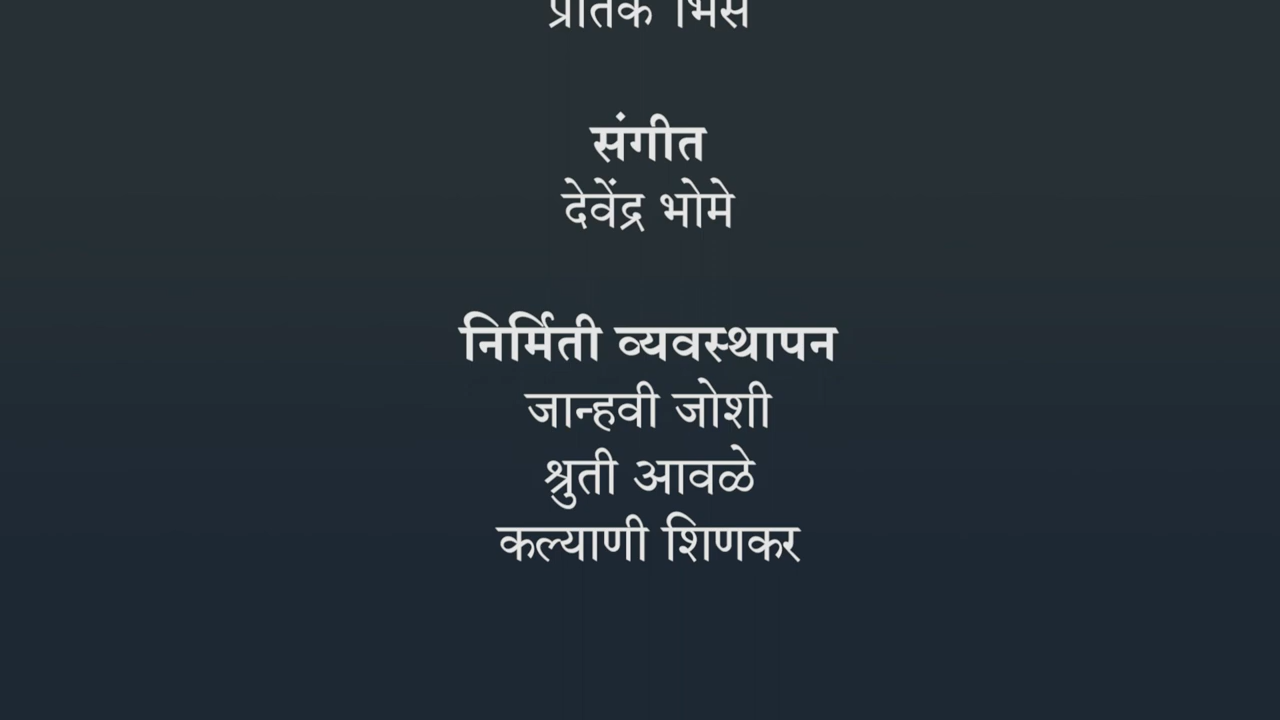 संगीत
देवेंद्र भोमे
निर्मिती व्यवस्थापन
जान्हवी जोशी
श्रुती आवळे
कल्याणी शिणकर